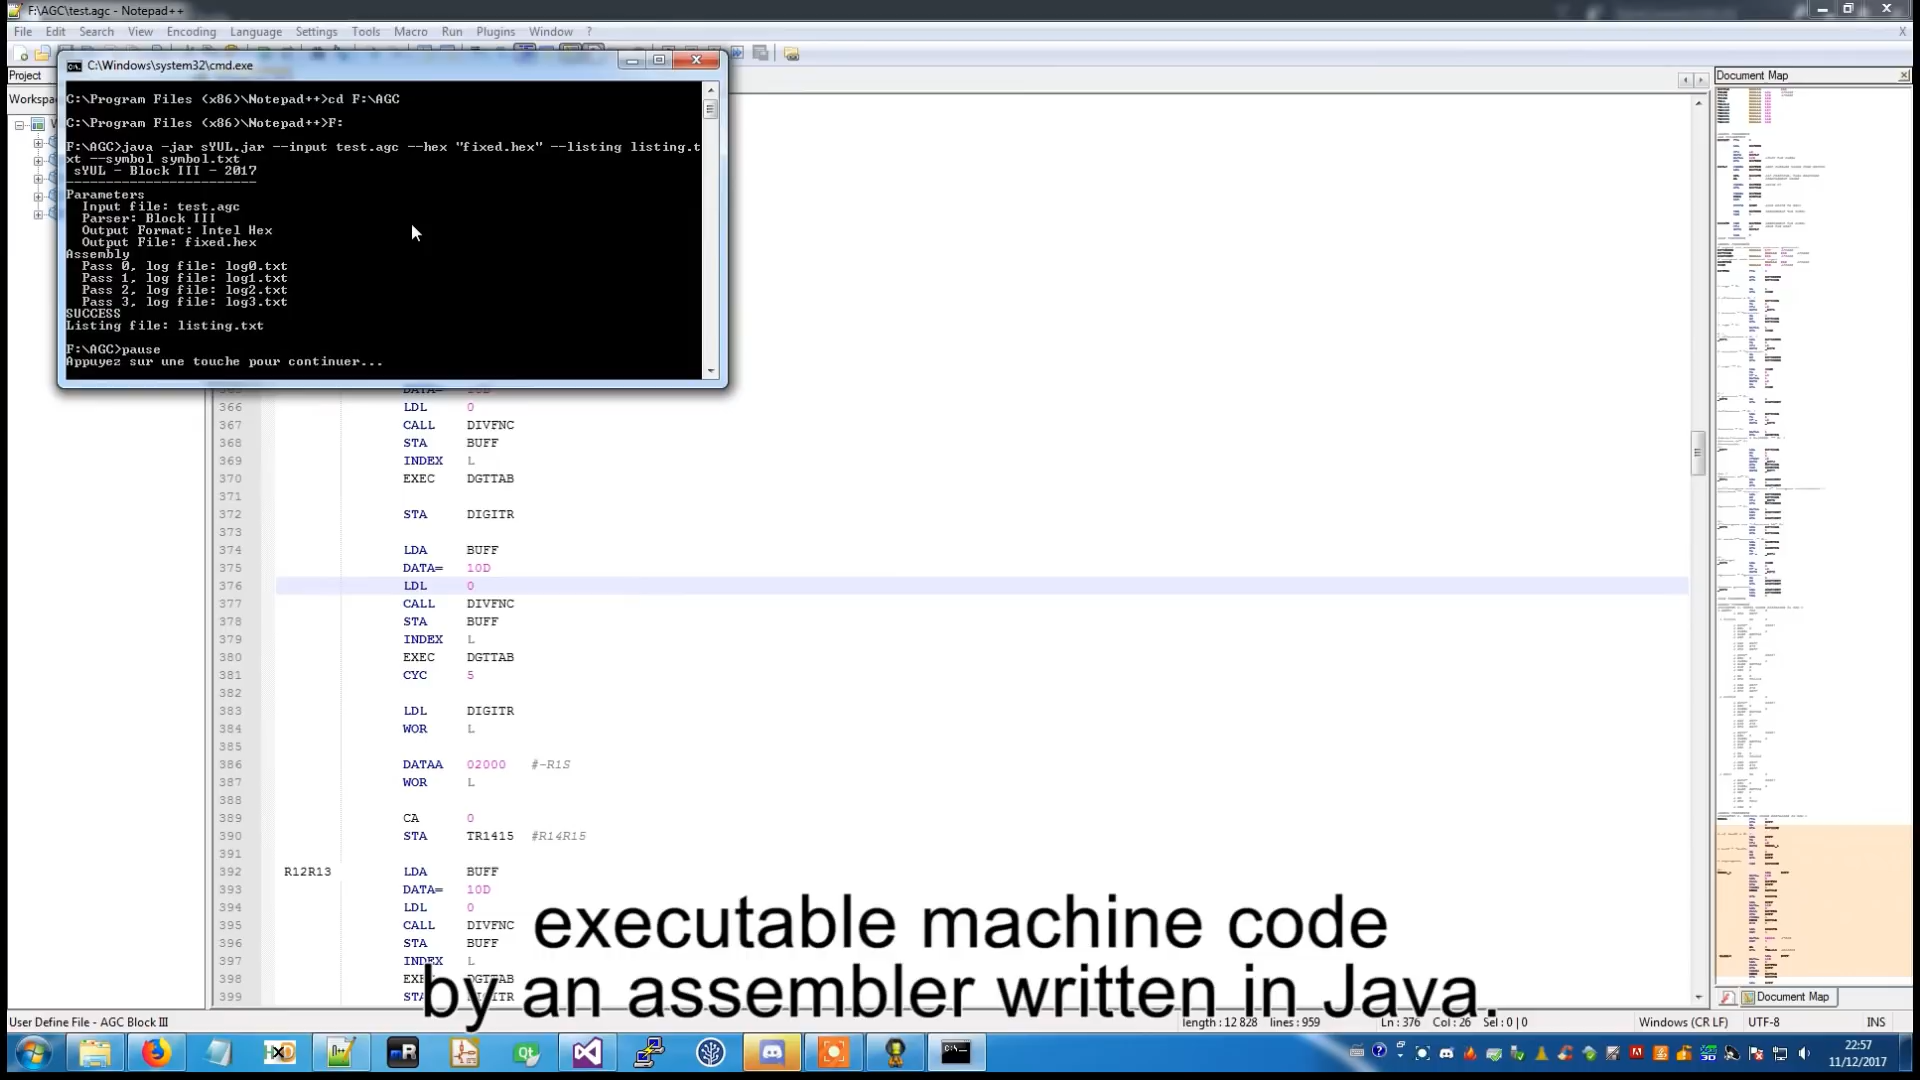 F:\AGC\test.agc - Notepad++
File Edit Search View Encoding Language Settings Tools Macro Run Plugins Window ? X
Project
C:\Windows\system32\cmd.exe
C:\Program Files (x86)\Notepad++>cd F:\AGC
C:\Program Files (x86)\Notepad++>F:
F:\AGC>java -jar sYUL.jar --input test.agc --hex "fixed.hex" --listing listing.t
xt --symbol symbol.txt
sYUL - Block III - 2017
------------------------
Parameters
Input file: test.agc
Parser: Block III
Output Format: Intel Hex
Output File: fixed.hex
Assembly
Pass 0, log file: log0.txt
Pass 1, log file: log1.txt
Pass 2, log file: log2.txt
Pass 3, log file: log3.txt
SUCCESS
Listing file: listing.txt
F:\AGC>pause
Appuyez sur une touche pour continuer...
Document Map
366 LDL 0
367 CALL DIVFNC
368 STA BUFF
369 INDEX L
370 EXEC DGTTAB
371
372 STA DIGITR
373
374 LDA BUFF
375 DATA= 10D
376 LDL 0
377 CALL DIVFNC
378 STA BUFF
379 INDEX L
380 EXEC DGTTAB
381 CYC 5
382
383 LDL DIGITR
384 WOR L
385
386 DATAA 02000 #-R1S
387 WOR L
388
389 CA 0
390 STA TR1415 #R14R15
391
392 R12R13 LDA BUFF
393 DATA= 10D
394 LDL 0
395 CALL DIVFNC
396 STA BUFF
397 INDEX L
398 DGTTAB
399 DIGITR
executable machine code
by an assembler written in Java.
Document Map
User Define File - AGC Block III length : 12 828 lines : 959 Ln : 376 Col : 26 Sel : 0 | 0 Windows (CR LF) UTF-8 INS
22:57
11/12/2017